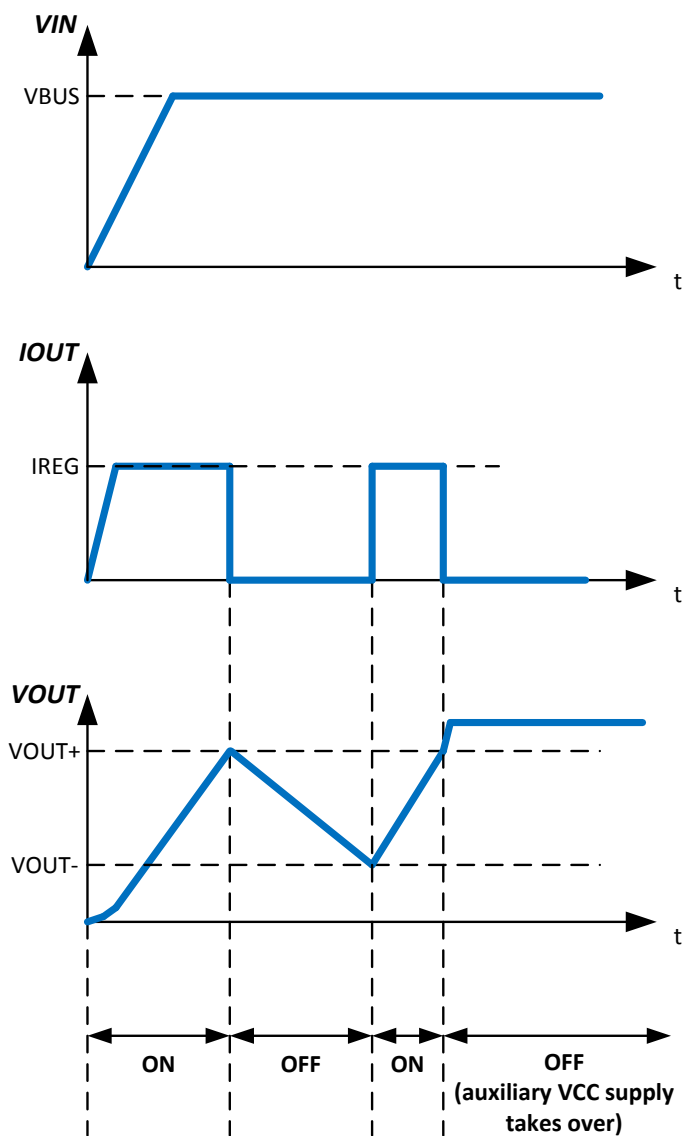 VIN
VBUS
t
IOUT
IREG
t
VOUT
VOUT+
VOUT-
t
ON
OFF
ON
OFF
(auxiliary VCC supply
takes over)